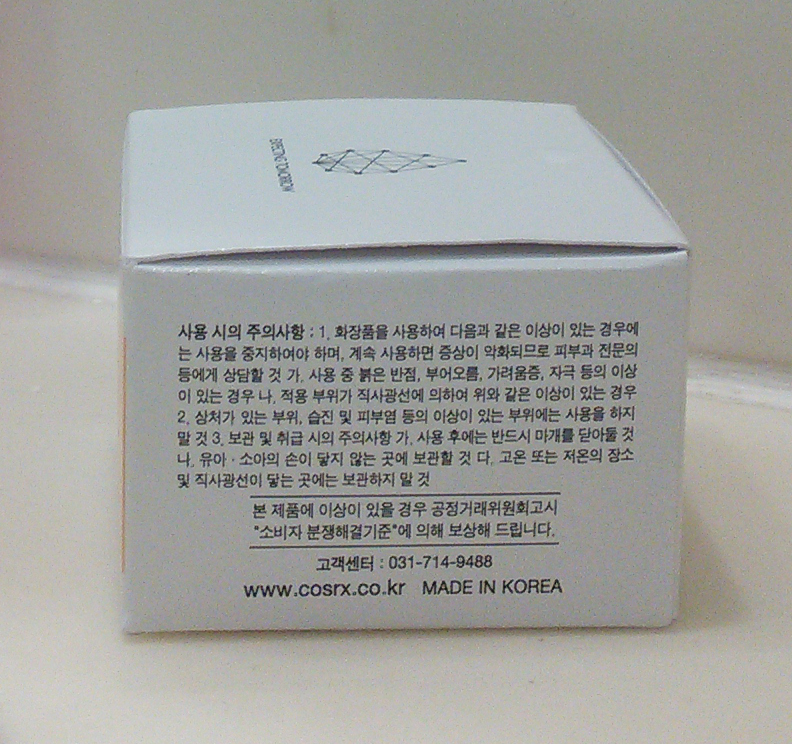 EXPECTING TOMORROW
사용 시의 주의사항 : 1. 화장품을 사용하여 다음과 같은 이상이 있는 경우에
는 사용을 중지하여야 하며, 계속 사용하면 증상이 악화되므로 피부과 전문의
등에게 상담할 것 가. 사용 중 붉은 반점, 부어오름, 가려움증, 자극 등의 이상
이 있는 경우 나. 적용 부위가 직사광선에 의하여 위와 같은 이상이 있는 경우
2. 상처가 있는 부위, 습진 및 피부염 등의 이상이 있는 부위에는 사용을 하지
말 것 3. 보관 및 취급 시의 주의사항 가. 사용 후에는 반드시 마개를 닫아둘 것
나. 유아 · 소아의 손이 닿지 않는 곳에 보관할 것 다. 고온 또는 저온의 장소
및 직사광선이 닿는 곳에는 보관하지 말 것
본 제품에 이상이 있을 경우 공정거래위원회고시
"소비자 분쟁해결기준"에 의해 보상해 드립니다.
고객센터 : 031-714-9488
www.cosrx.co.kr MADE IN KOREA